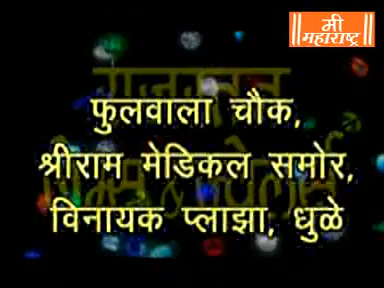 मी
महाराष्ट्र
फुलवाला चौक,
श्रीराम मेडिकल समोर,
विनायक प्लाझा, धुळे